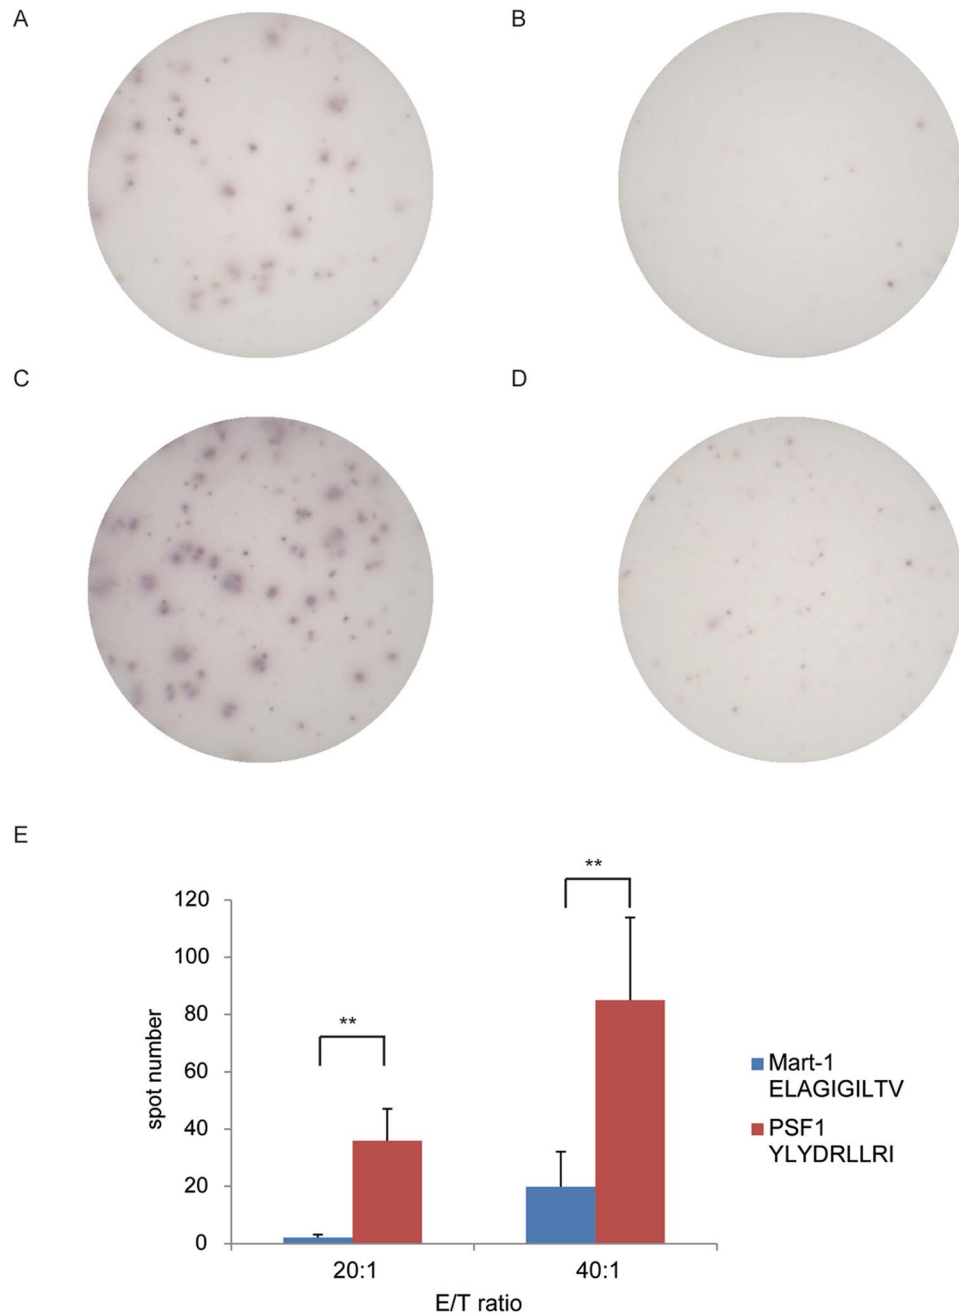 A
B
C
D
E
**
**
120
100
80
60
40
20
0
spot number
20:1
40:1
E/T ratio
Mart-1
ELAGIGILTV
PSF1
YLYDRLLRI